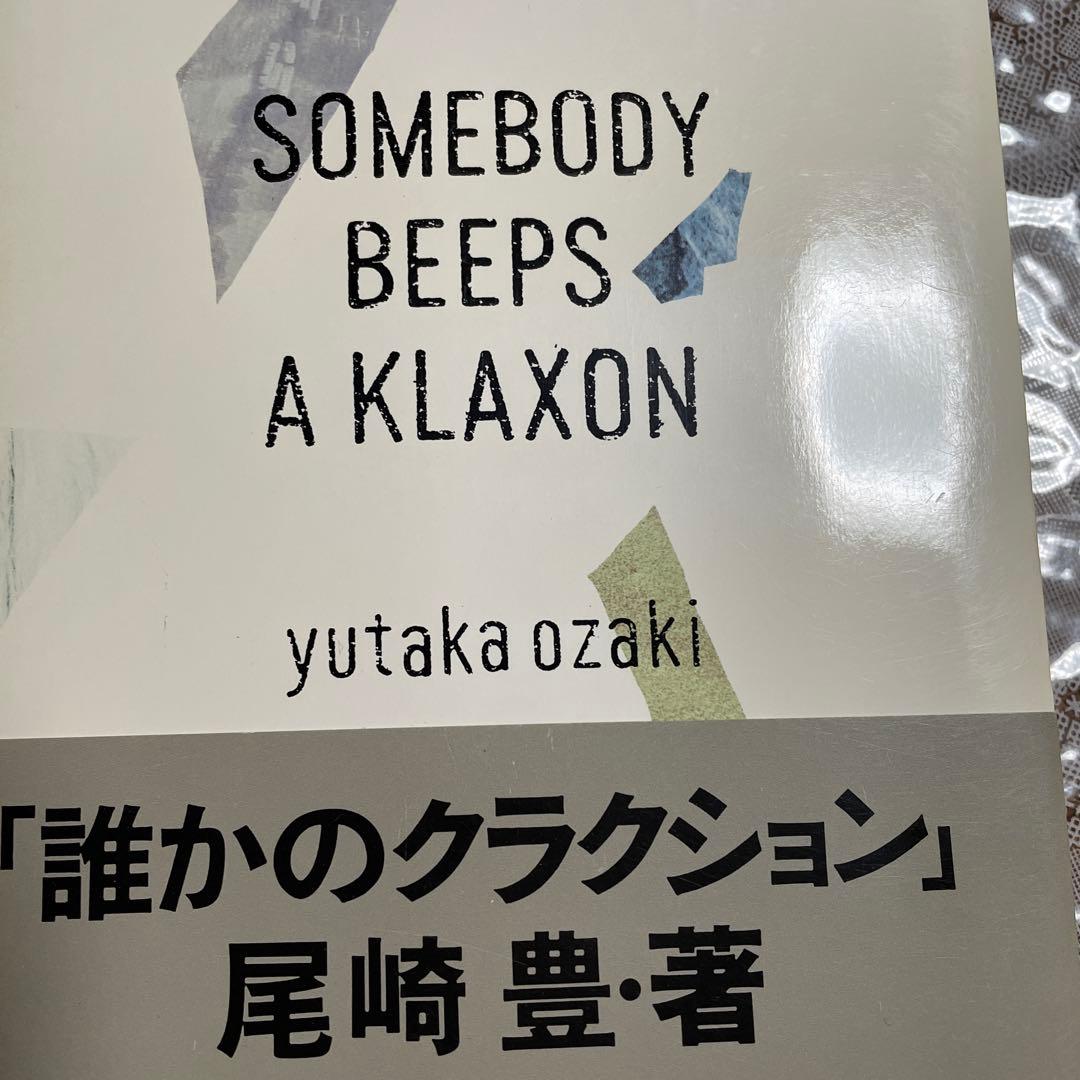 SOMEBODY
BEEPS
A KLAXON
yutaka ozaki
「誰かのクラクション」
尾崎 豊・著